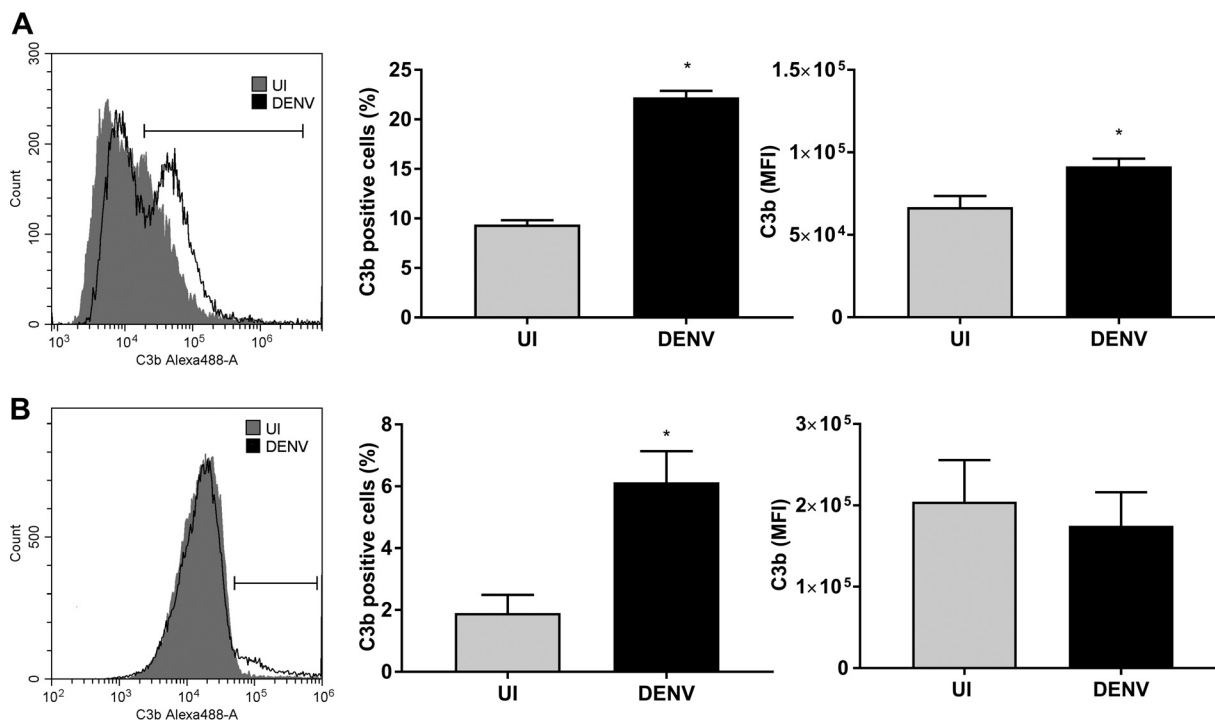 A
300
200
100
0
Count
UI
DENV
10³ 10⁴ 10⁵ 10⁶
C3b Alexa488-A
C3b positive cells (%)
25
20
15
10
5
0
*
UI DENV
C3b (MFI)
1.5×10⁵
1×10⁵
5×10⁴
0
*
UI DENV
B
500
0
Count
UI
DENV
10² 10³ 10⁴ 10⁵ 10⁶
C3b Alexa488-A
C3b positive cells (%)
8
6
4
2
0
*
UI DENV
C3b (MFI)
3×10⁵
2×10⁵
1×10⁵
0
UI DENV